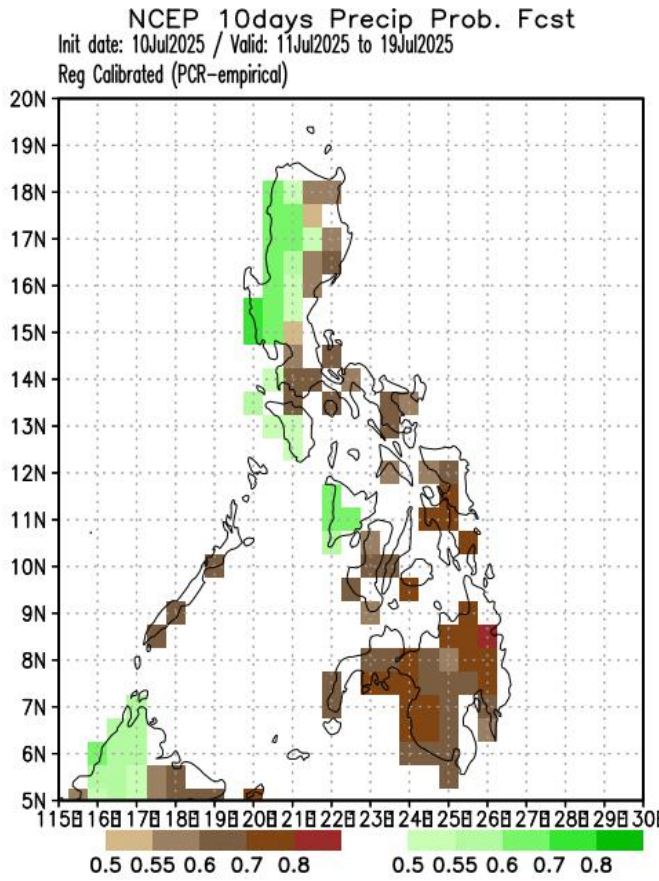 NCEP 10days Precip Prob. Fcst
Init date: 10Jul2025 / Valid: 11Jul2025 to 19Jul2025
Reg Calibrated (PCR-empirical)
20N
19N
18N
17N
16N
15N
14N
13N
12N
11N
10N
9N
8N
7N
6N
5N
115E 116E 117E 118E 119E 120E 121E 122E 123E 124E 125E 126E 127E 128E 129E 130E
0.5 0.55 0.6 0.7 0.8 0.5 0.55 0.6 0.7 0.8